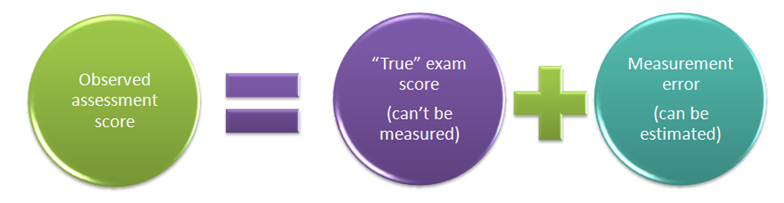 Observed
assessment
score
“True” exam
score
(can’t be
measured)
Measurement
error
(can be
estimated)